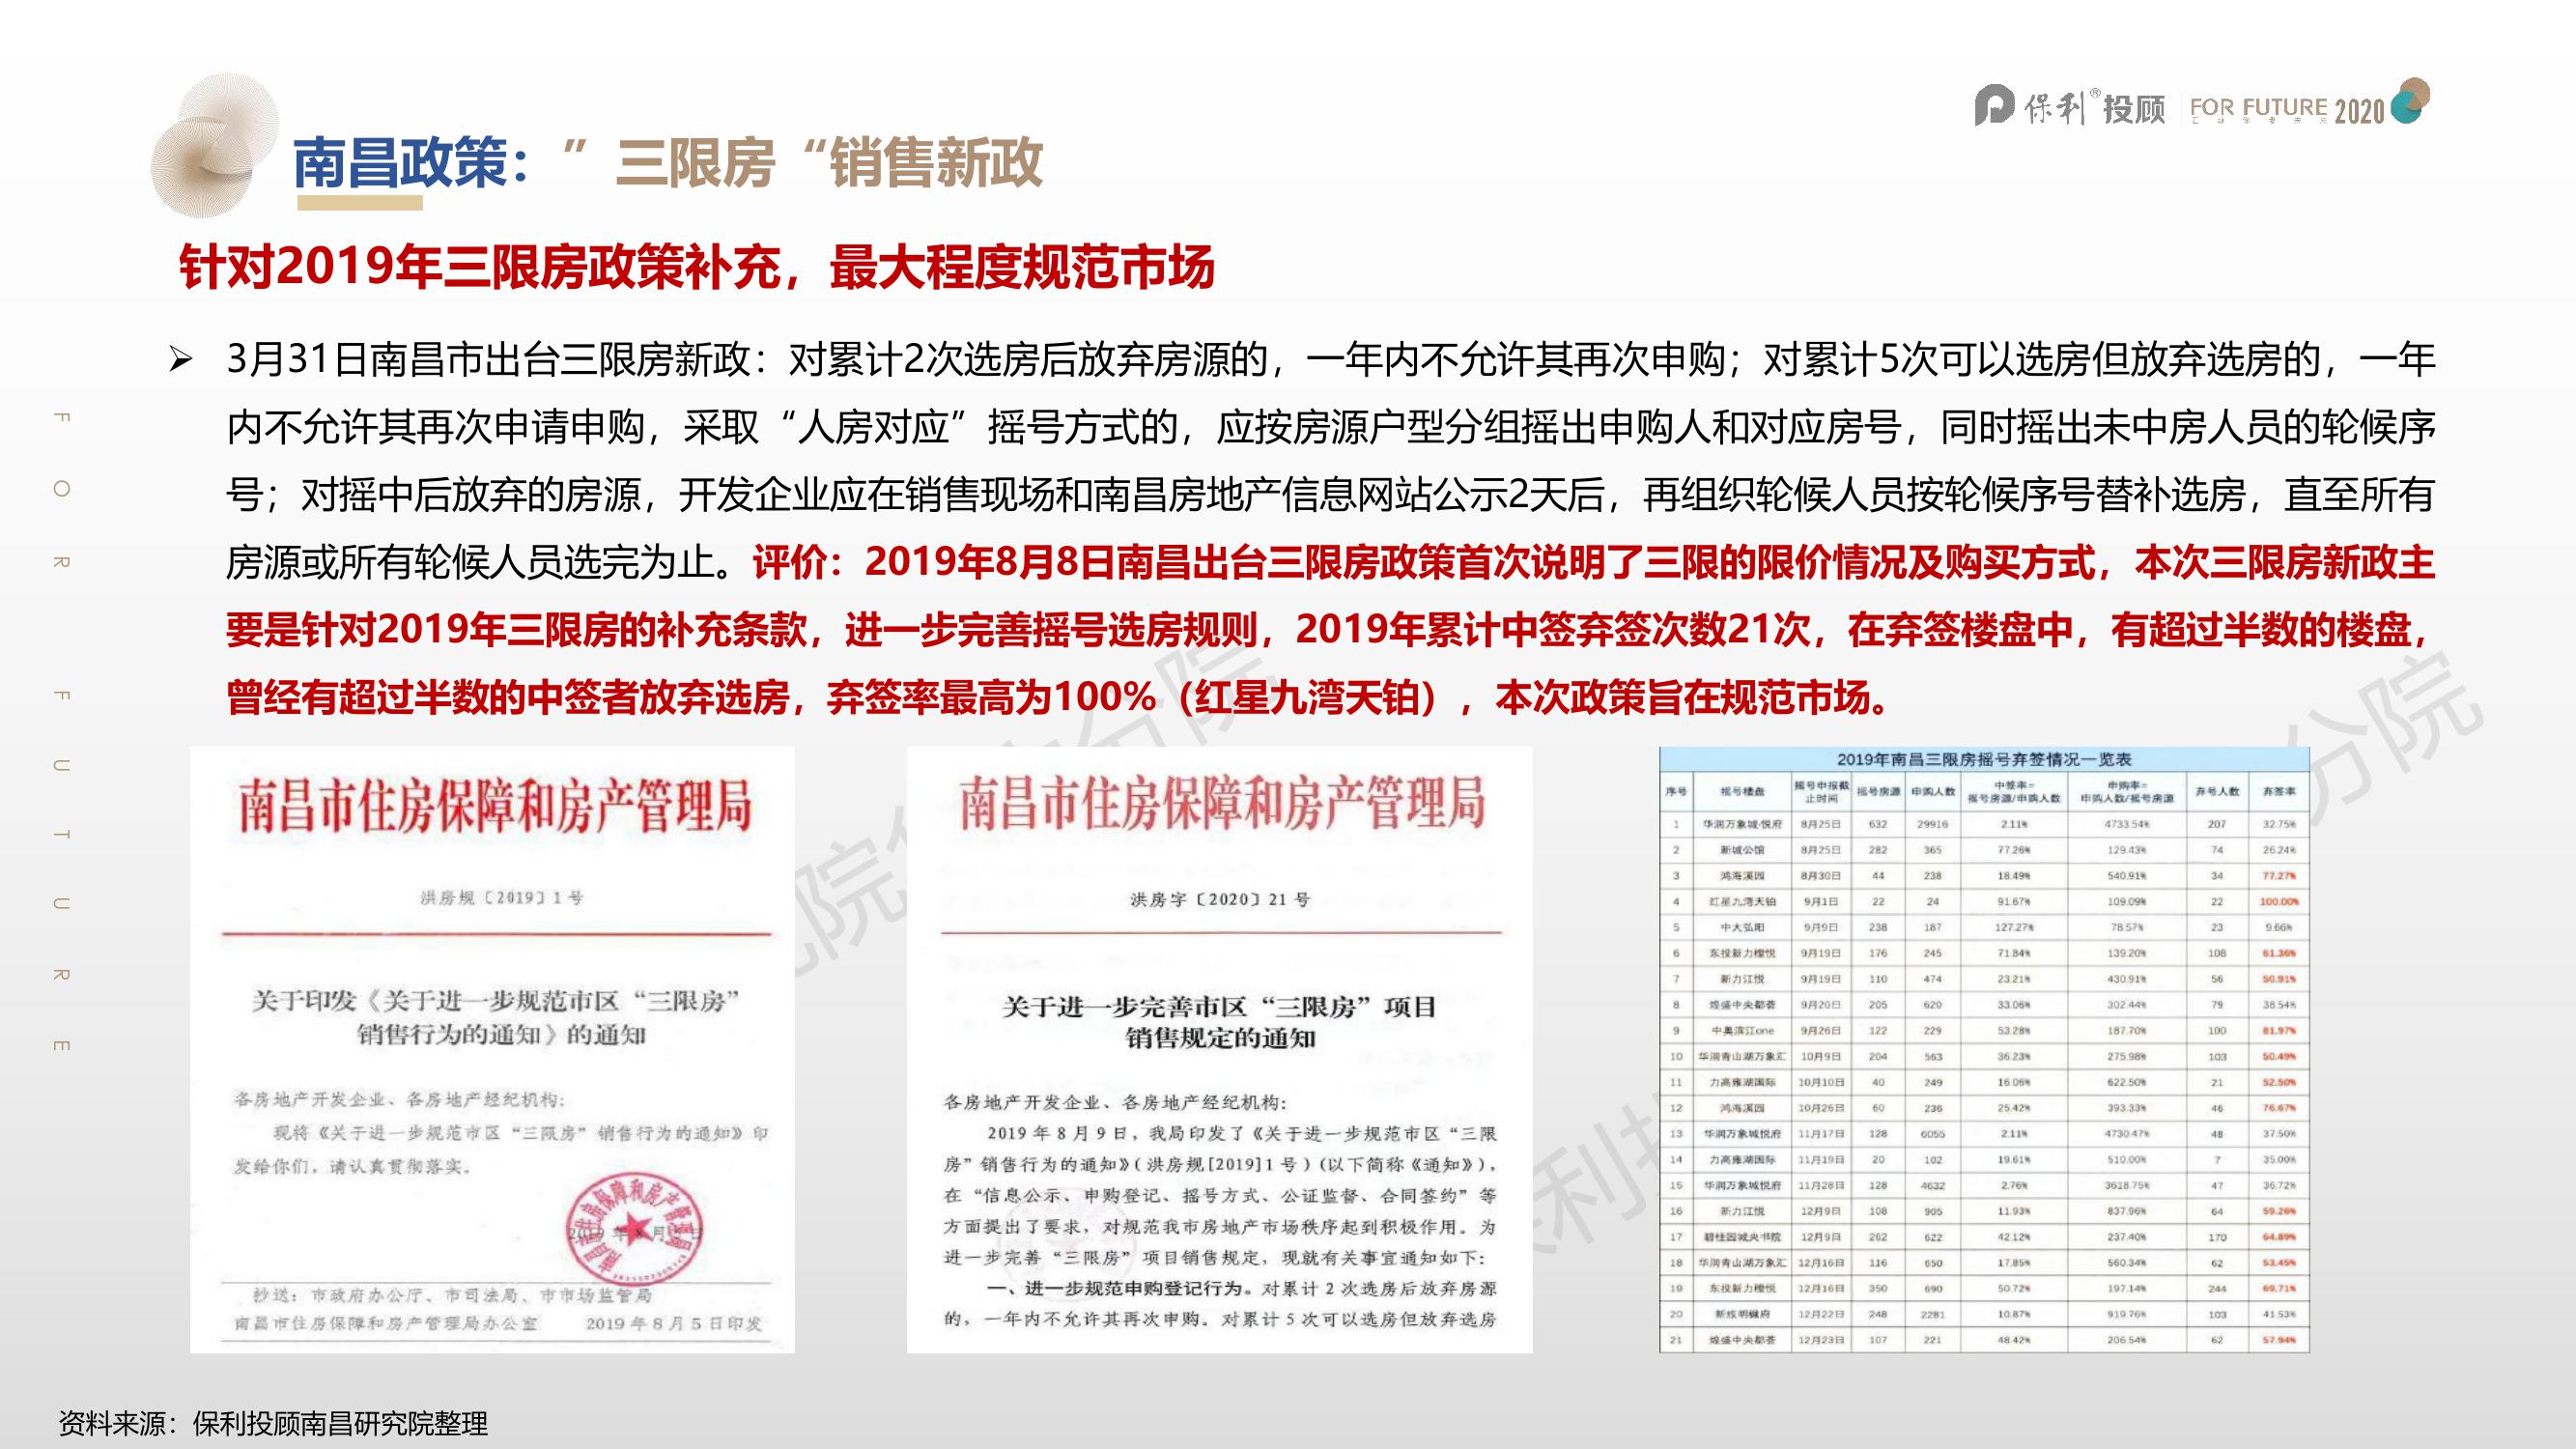 保利®投顾 FOR FUTURE 2020
南昌政策：”三限房“销售新政
针对2019年三限房政策补充，最大程度规范市场
3月31日南昌市出台三限房新政：对累计2次选房后放弃房源的，一年内不允许其再次申购；对累计5次可以选房但放弃选房的，一年
内不允许其再次申请申购，采取“人房对应”摇号方式的，应按房源户型分组摇出申购人和对应房号，同时摇出未中房人员的轮候序
号；对摇中后放弃的房源，开发企业应在销售现场和南昌房地产信息网站公示2天后，再组织轮候人员按轮候序号替补选房，直至所有
房源或所有轮候人员选完为止。评价：2019年8月8日南昌出台三限房政策首次说明了三限的限价情况及购买方式，本次三限房新政主
要是针对2019年三限房的补充条款，进一步完善摇号选房规则，2019年累计中签弃签次数21次，在弃签楼盘中，有超过半数的楼盘，
曾经有超过半数的中签者放弃选房，弃签率最高为100%（红星九湾天铂），本次政策旨在规范市场。
FOR FUTURE
南昌市住房保障和房产管理局
洪房规〔2019〕1号
关于印发《关于进一步规范市区“三限房”
销售行为的通知》的通知
各房地产开发企业、各房地产经纪机构:
现将《关于进一步规范市区“三限房”销售行为的通知》印
发给你们，请认真贯彻落实。
抄送：市政府办公厅、市司法局、市市场监管局
南昌市住房保障和房产管理局办公室 2019年8月5日印发
南昌市住房保障和房产管理局
洪房字〔2020〕21号
关于进一步完善市区“三限房”项目
销售规定的通知
各房地产开发企业、各房地产经纪机构:
2019年8月9日，我局印发了《关于进一步规范市区“三限
房”销售行为的通知》(洪房规[2019]1号)(以下简称《通知》)，
在“信息公示、申购登记、摇号方式、公证监督、合同签约”等
方面提出了要求，对规范我市房地产市场秩序起到积极作用。为
进一步完善“三限房”项目销售规定，现就有关事宜通知如下:
一、进一步规范申购登记行为。对累计2次选房后放弃房源
的，一年内不允许其再次申购。对累计5次可以选房但放弃选房
2019年南昌三限房摇号弃签情况一览表
序号 摇号楼盘 摇号申报截止时间 摇号房源 申购人数 中签率=摇号房源/申购人数 申购率=申购人数/摇号房源 弃号人数 弃签率
1 华润万象城·悦府 8月25日 632 29916 2.11% 4733.54% 207 32.75%
2 新城公馆 8月25日 282 365 77.26% 129.43% 74 26.24%
3 鸿海溪园 8月30日 44 238 18.49% 540.91% 34 77.27%
4 红星九湾天铂 9月1日 22 24 91.67% 109.09% 22 100.00%
5 中大弘阳 9月9日 238 187 127.27% 78.57% 23 9.66%
6 东投新力樾悦 9月19日 176 245 71.84% 139.20% 108 61.36%
7 新力江悦 9月19日 110 474 23.21% 430.91% 56 50.91%
8 煌盛中央都荟 9月20日 205 620 33.06% 302.44% 79 38.54%
9 中奥滨江one 9月26日 122 229 53.28% 187.70% 100 81.97%
10 华润青山湖万象汇 10月9日 204 563 36.23% 275.98% 103 50.49%
11 力高雍湖国际 10月10日 40 249 16.06% 622.50% 21 52.50%
12 鸿海溪园 10月26日 60 236 25.42% 393.33% 46 76.67%
13 华润万象城悦府 11月17日 128 6055 2.11% 4730.47% 48 37.50%
14 力高雍湖国际 11月19日 20 102 19.61% 510.00% 7 35.00%
15 华润万象城悦府 11月28日 128 4632 2.76% 3618.75% 47 36.72%
16 新力江悦 12月9日 108 905 11.93% 837.96% 64 59.26%
17 碧桂园城央书院 12月9日 262 622 42.12% 237.40% 170 64.89%
18 华润青山湖万象汇 12月16日 116 650 17.85% 560.34% 62 53.45%
19 东投新力樾悦 12月16日 350 690 50.72% 197.14% 244 69.71%
20 12月22日 248 2281 10.87% 919.76% 103 41.53%
21 煌盛中央都荟 12月23日 107 221 48.42% 206.54% 62 57.94%
资料来源：保利投顾南昌研究院整理